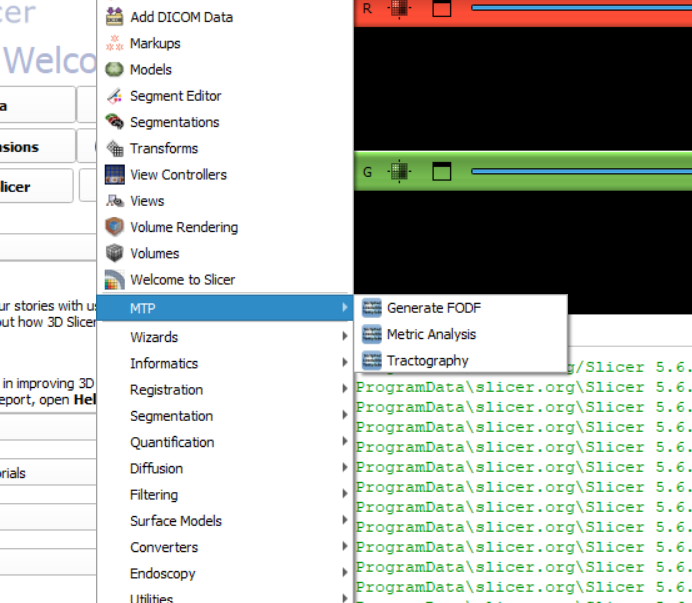 cer
Welco
a
nsions
licer
ur stories with us
out how 3D Slicer
in improving 3D
eport, open Hel
rials
Add DICOM Data
Markups
Models
Segment Editor
Segmentations
Transforms
View Controllers
Views
Volume Rendering
Volumes
Welcome to Slicer
MTP
Wizards
Informatics
Registration
Segmentation
Quantification
Diffusion
Filtering
Surface Models
Converters
Endoscopy
Utilities
Generate FODF
Metric Analysis
Tractography
R
G
g/Slicer 5.6.
ProgramData\slicer.org\Slicer 5.6.
ProgramData\slicer.org\Slicer 5.6.
ProgramData\slicer.org\Slicer 5.6.
ProgramData\slicer.org\Slicer 5.6.
ProgramData\slicer.org\Slicer 5.6.
ProgramData\slicer.org\Slicer 5.6.
ProgramData\slicer.org\Slicer 5.6.
ProgramData\slicer.org\Slicer 5.6.
ProgramData\slicer.org\Slicer 5.6.
ProgramData\slicer.org\Slicer 5.6.
ProgramData\slicer.org\Slicer 5.6.